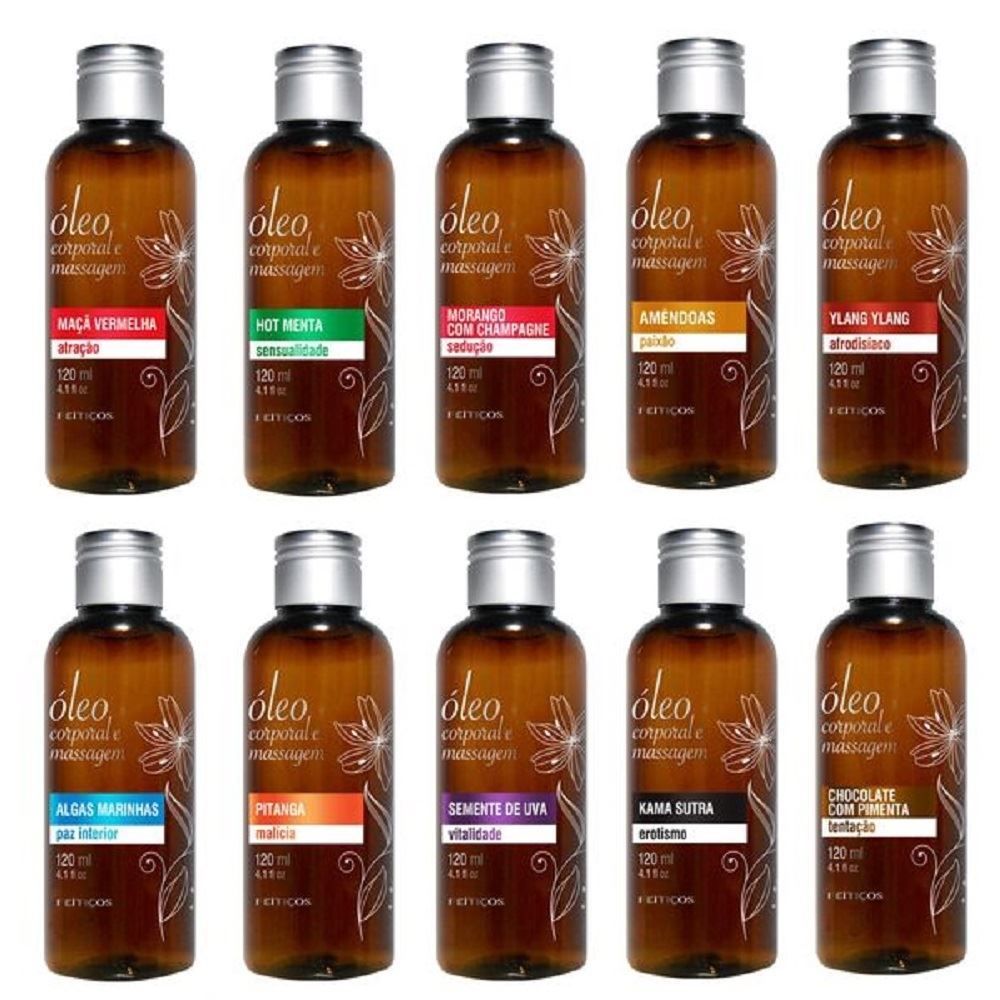 óleo
corporal e
massagem
MAÇÃ VERMELHA
atração
120 ml
4.1 fl oz
FEITIÇOS
óleo
corporal e
massagem
HOT MENTA
sensualidade
120 ml
4.1 fl oz
FEITIÇOS
óleo
corporal e
massagem
MORANGO
COM CHAMPAGNE
sedução
120 ml
4.1 fl oz
FEITIÇOS
óleo
corporal e
massagem
AMÊNDOAS
paixão
120 ml
4.1 fl oz
FEITIÇOS
óleo
corporal e
massagem
YLANG YLANG
afrodisíaco
120 ml
4.1 fl oz
FEITIÇOS
óleo
corporal e
massagem
ALGAS MARINHAS
paz interior
120 ml
4.1 fl oz
FEITIÇOS
óleo
corporal e
massagem
PITANGA
malícia
120 ml
4.1 fl oz
FEITIÇOS
óleo
corporal e
massagem
SEMENTE DE UVA
vitalidade
120 ml
4.1 fl oz
FEITIÇOS
óleo
corporal e
massagem
KAMA SUTRA
erotismo
120 ml
4.1 fl oz
FEITIÇOS
óleo
corporal e
massagem
CHOCOLATE
COM PIMENTA
tentação
120 ml
4.1 fl oz
FEITIÇOS